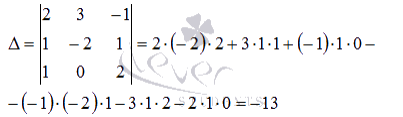 Δ = |2 3 −1| = 2·(−2)·2+3·1·1+(−1)·1·0−
|1 −2 1|
|1 0 2|
−(−1)·(−2)·1−3·1·2−2·1·0 = −13